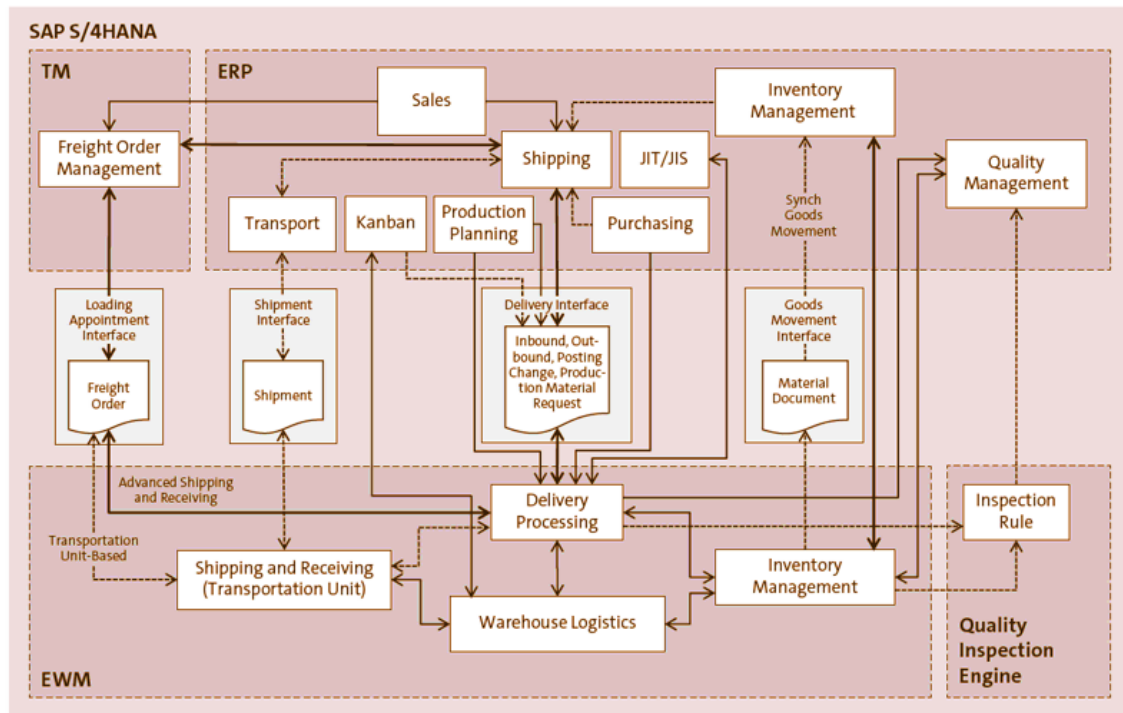 SAP S/4HANA
TM
ERP
Sales
Inventory
Management
Freight Order
Management
Shipping
JIT/JIS
Quality
Management
Transport
Kanban
Production
Planning
Purchasing
Synch
Goods
Movement
Loading
Appointment
Interface
Freight
Order
Shipment
Interface
Shipment
Delivery Interface
Inbound, Out-
bound, Posting
Change, Produc-
tion Material
Request
Goods
Movement
Interface
Material
Document
Advanced Shipping
and Receiving
Transportation
Unit-Based
Delivery
Processing
Inspection
Rule
Shipping and Receiving
(Transportation Unit)
Inventory
Management
Warehouse Logistics
EWM
Quality
Inspection
Engine